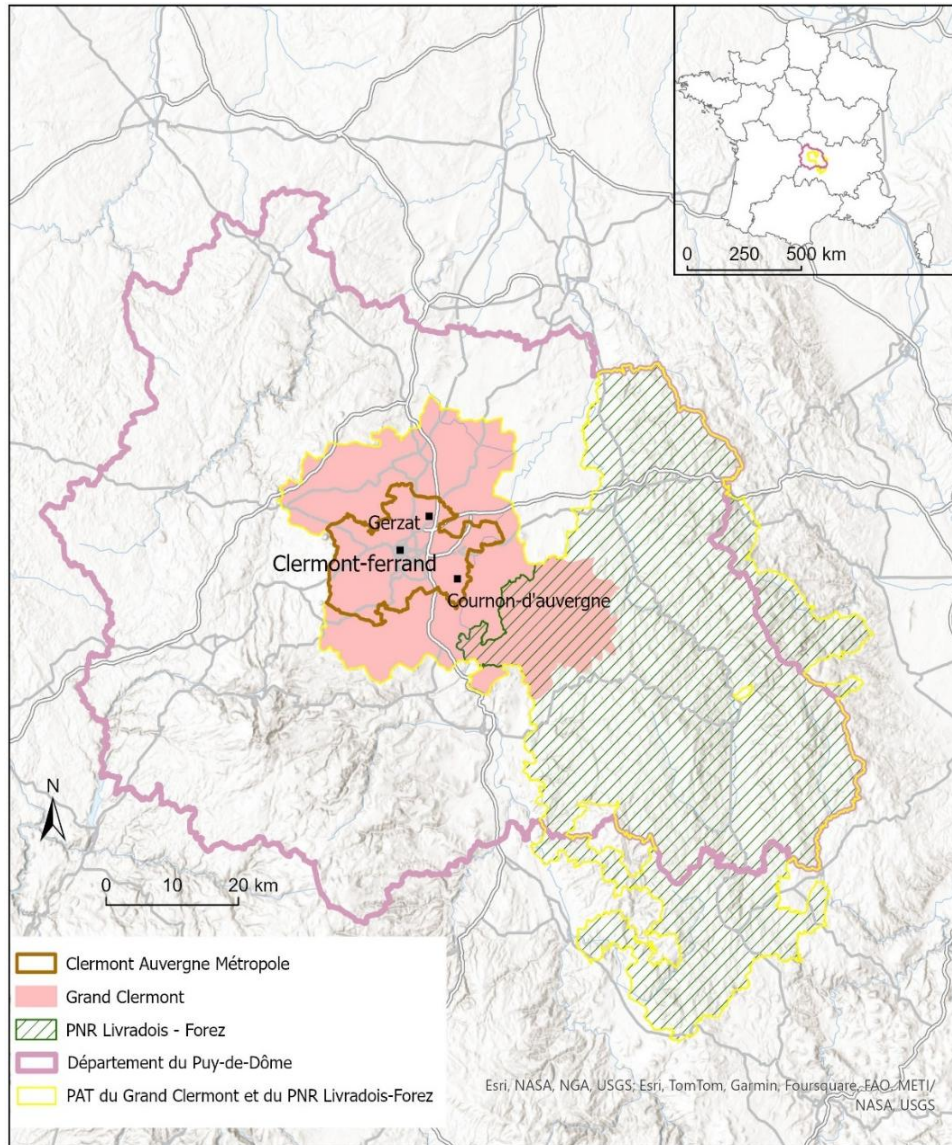 0 250 500 km
Gerzat
Clermont-ferrand
Cournon-d'auvergne
N
0 10 20 km
Clermont Auvergne Métropole
Grand Clermont
PNR Livradois - Forez
Département du Puy-de-Dôme
PAT du Grand Clermont et du PNR Livradois-Forez
Esri, NASA, NGA, USGS; Esri, TomTom, Garmin, Foursquare, FAO, METI/
NASA, USGS